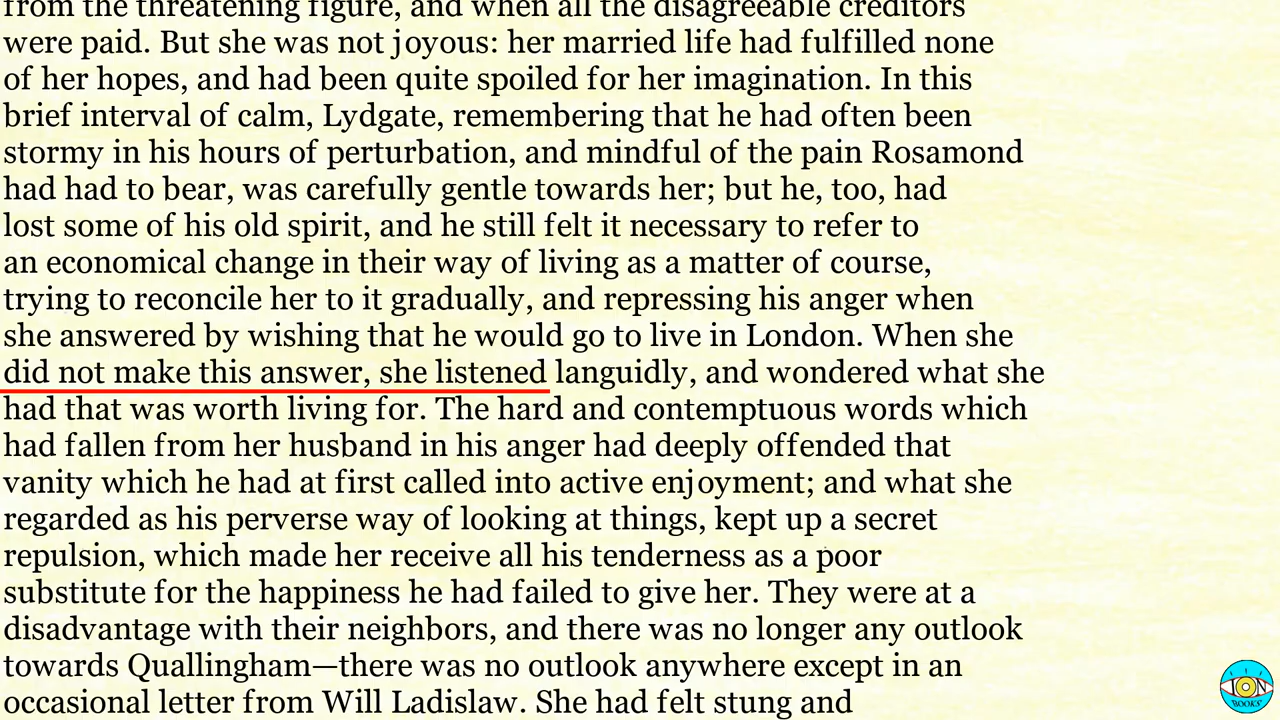 from the threatening figure, and when all the disagreeable creditors
were paid. But she was not joyous: her married life had fulfilled none
of her hopes, and had been quite spoiled for her imagination. In this
brief interval of calm, Lydgate, remembering that he had often been
stormy in his hours of perturbation, and mindful of the pain Rosamond
had had to bear, was carefully gentle towards her; but he, too, had
lost some of his old spirit, and he still felt it necessary to refer to
an economical change in their way of living as a matter of course,
trying to reconcile her to it gradually, and repressing his anger when
she answered by wishing that he would go to live in London. When she
did not make this answer, she listened languidly, and wondered what she
had that was worth living for. The hard and contemptuous words which
had fallen from her husband in his anger had deeply offended that
vanity which he had at first called into active enjoyment; and what she
regarded as his perverse way of looking at things, kept up a secret
repulsion, which made her receive all his tenderness as a poor
substitute for the happiness he had failed to give her. They were at a
disadvantage with their neighbors, and there was no longer any outlook
towards Quallingham—there was no outlook anywhere except in an
occasional letter from Will Ladislaw. She had felt stung and
ION
BOOKS